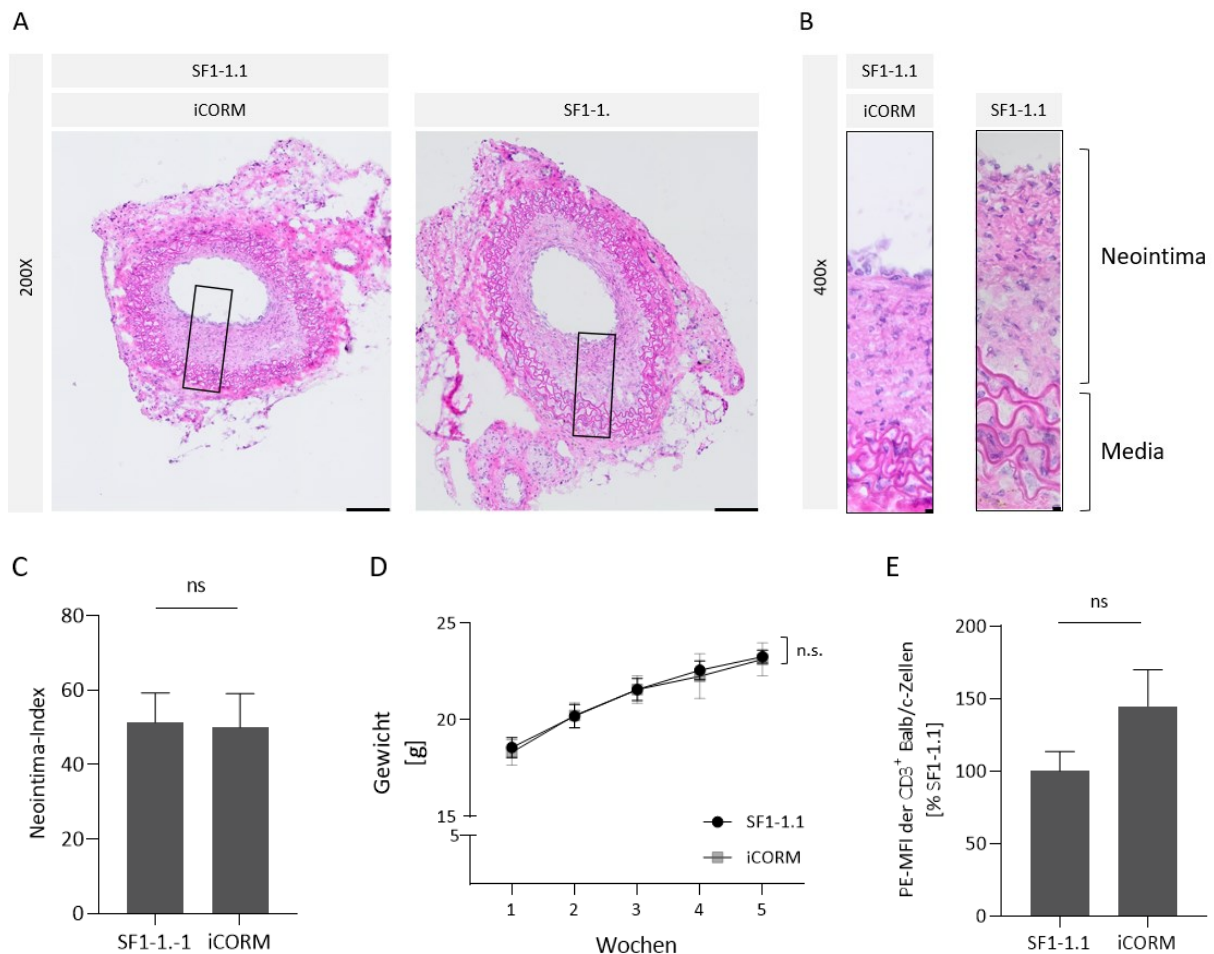 A
SF1-1.1
iCORM
SF1-1.
200X
B
SF1-1.1
iCORM
SF1-1.1
400x
Neointima
Media
C
ns
Neointima-Index
80
60
40
20
0
SF1-1.-1
iCORM
D
Gewicht
[g]
25
20
15
5
n.s.
SF1-1.1
iCORM
1 2 3 4 5
Wochen
E
ns
PE-MFI der CD3⁺ Balb/c-Zellen
[% SF1-1.1]
200
150
100
50
0
SF1-1.1
iCORM